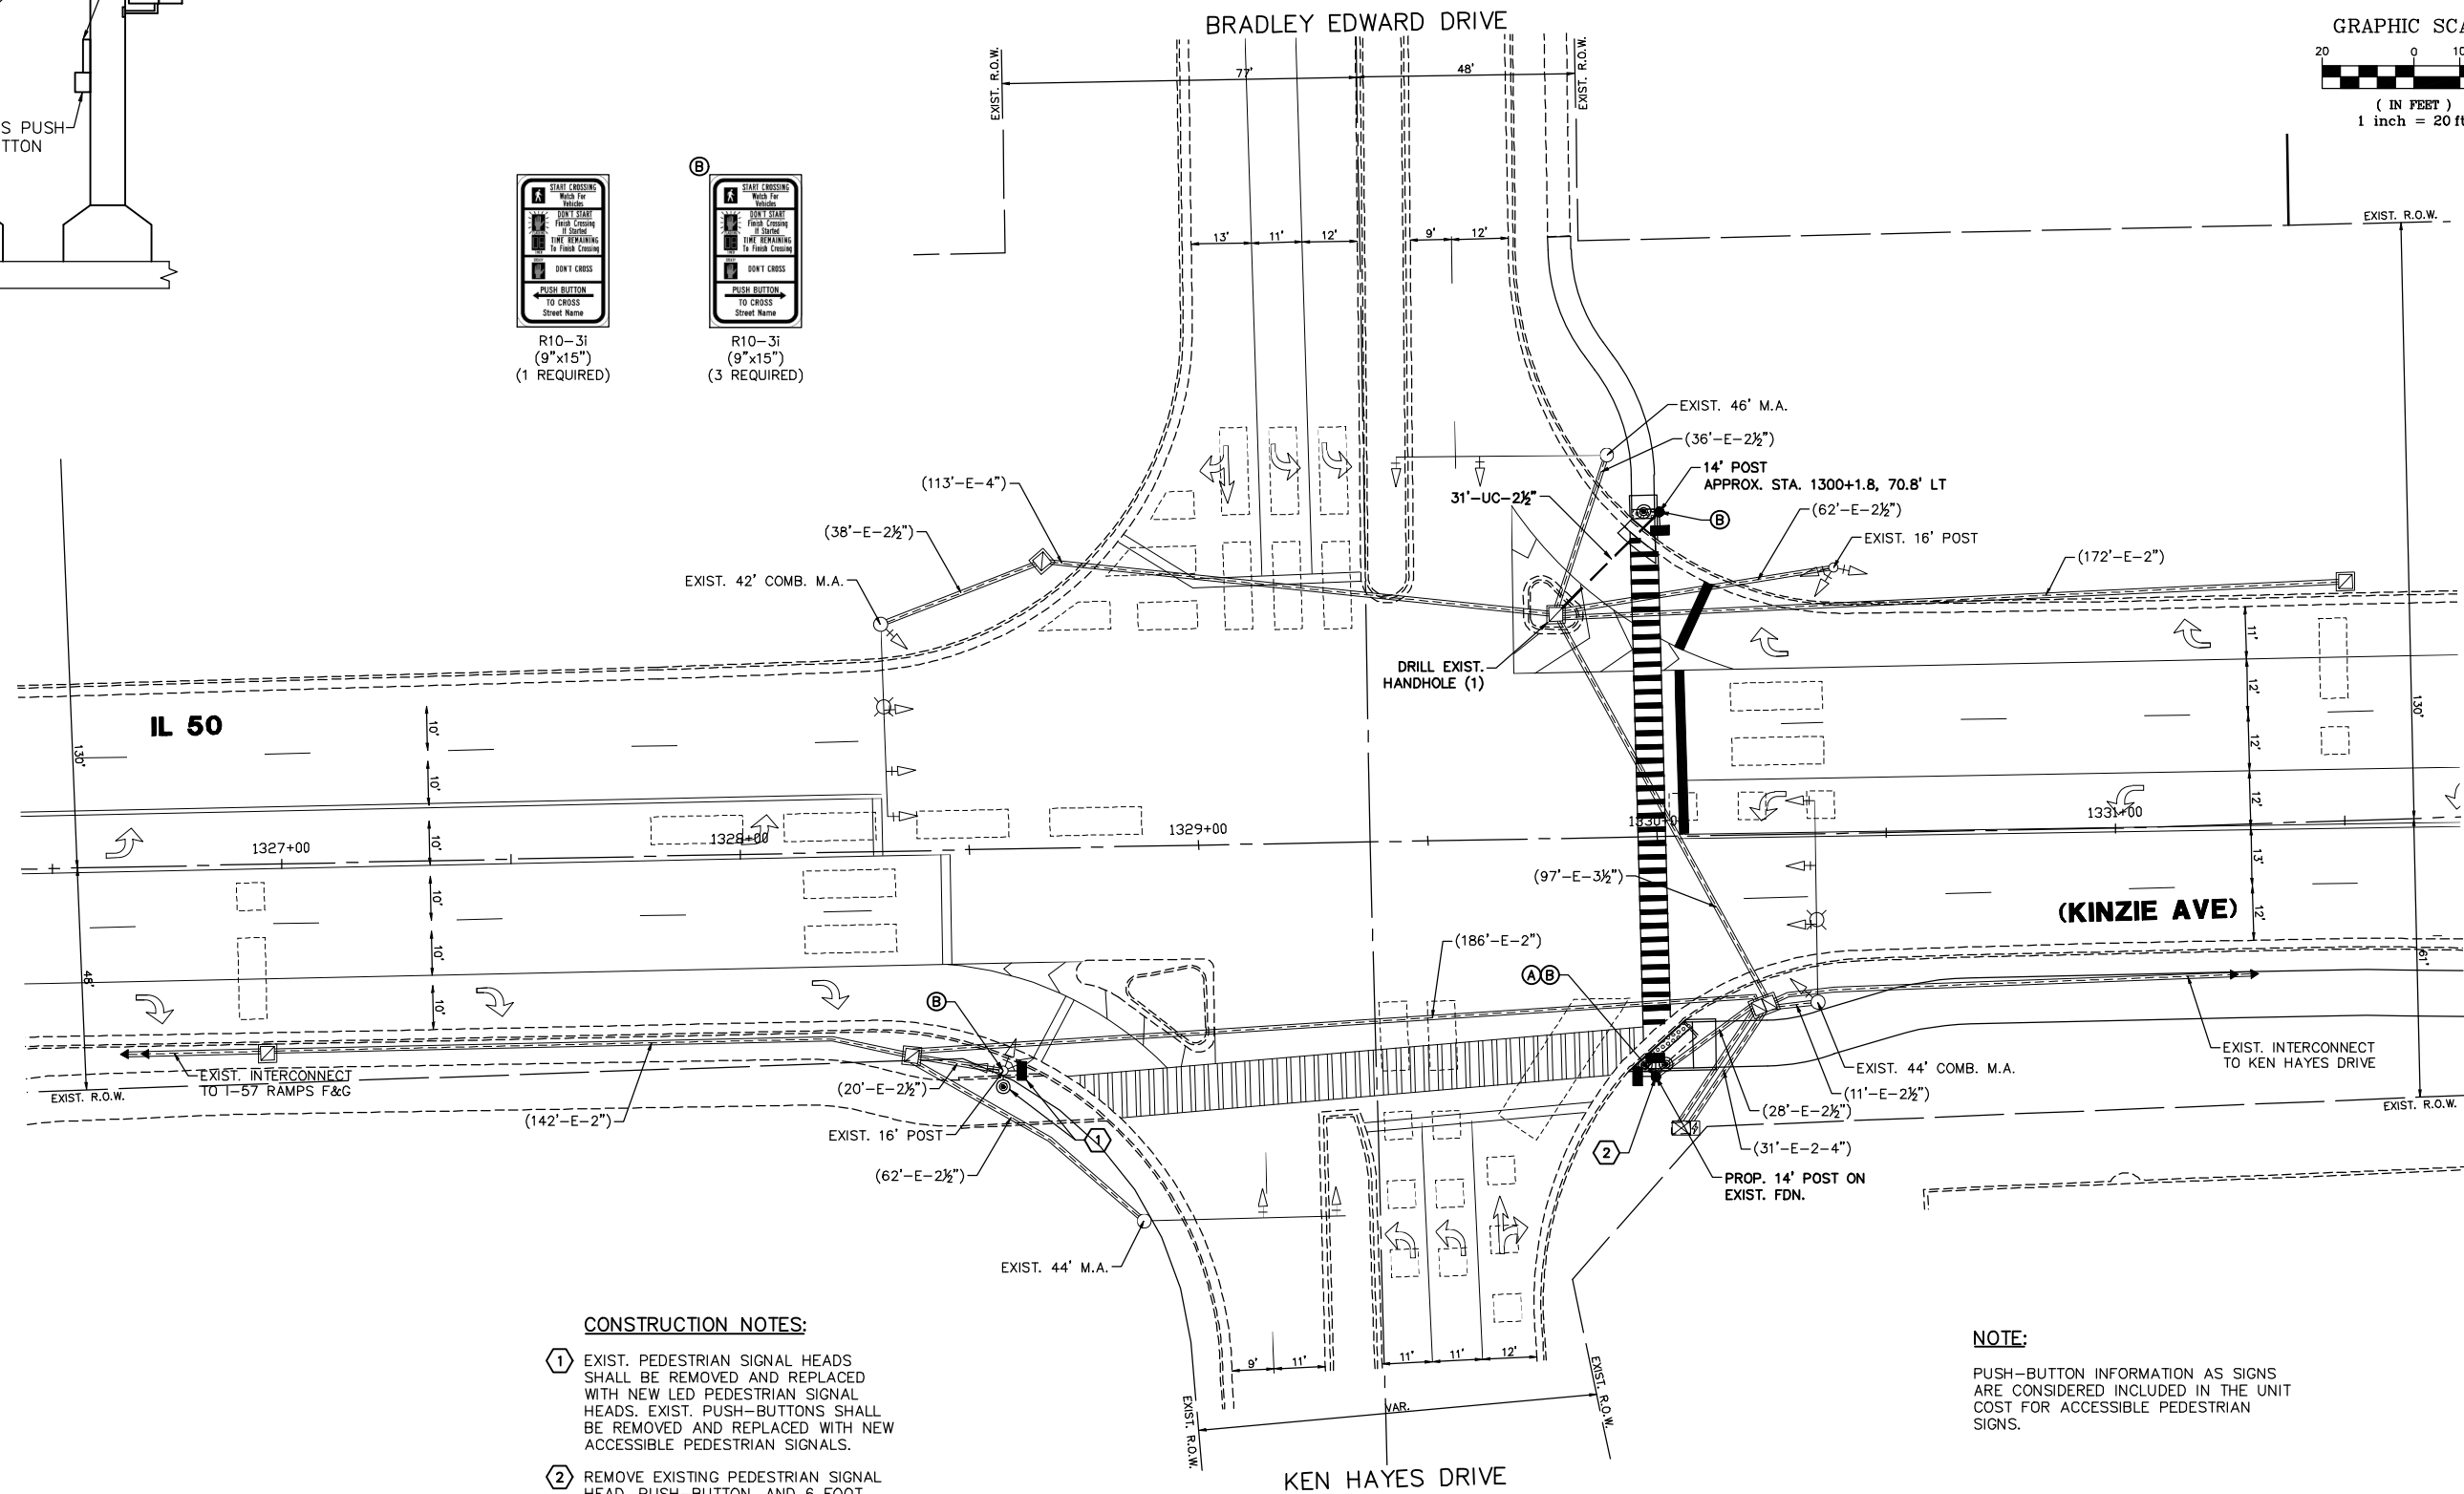 S PUSH
TTON
BRADLEY EDWARD DRIVE
GRAPHIC SCA
20
0
10
( IN FEET )
1 inch = 20 ft
EXIST. R.O.W.
EXIST. R.O.W.
77'
48'
EXIST. R.O.W.
B
START CROSSING
Watch For
Vehicles
DON'T START
Finish Crossing
If Started
TIME REMAINING
To Finish Crossing
DON'T CROSS
PUSH BUTTON
TO CROSS
Street Name
R10-3i
(9"x15")
(1 REQUIRED)
START CROSSING
Watch For
Vehicles
DON'T START
Finish Crossing
If Started
TIME REMAINING
To Finish Crossing
DON'T CROSS
PUSH BUTTON
TO CROSS
Street Name
R10-3i
(9"x15")
(3 REQUIRED)
13'
11'
12'
9'
12'
EXIST. 46' M.A.
(36'-E-2½")
14' POST
APPROX. STA. 1300+1.8, 70.8' LT
31'-UC-2½"
B
(62'-E-2½")
EXIST. 16' POST
(172'-E-2")
(113'-E-4")
(38'-E-2½")
EXIST. 42' COMB. M.A.
DRILL EXIST.
HANDHOLE (1)
IL 50
130'
10'
10'
10'
10'
10'
10'
48'
11'
12'
12'
12'
13'
12'
130'
61'
1327+00
1328+00
1329+00
1330+0
1331+00
(97'-E-3½")
(KINZIE AVE)
(186'-E-2")
A B
B
EXIST. INTERCONNECT
TO I-57 RAMPS F&G
EXIST. R.O.W.
(142'-E-2")
(20'-E-2½")
EXIST. 16' POST
(62'-E-2½")
1
EXIST. 44' M.A.
2
EXIST. INTERCONNECT
TO KEN HAYES DRIVE
EXIST. 44' COMB. M.A.
(11'-E-2½")
(28'-E-2½")
(31'-E-2-4")
PROP. 14' POST ON
EXIST. FDN.
EXIST. R.O.W.
9'
11'
11'
11'
12'
VAR.
EXIST. R.O.W.
EXIST. R.O.W.
KEN HAYES DRIVE
CONSTRUCTION NOTES:
1 EXIST. PEDESTRIAN SIGNAL HEADS
SHALL BE REMOVED AND REPLACED
WITH NEW LED PEDESTRIAN SIGNAL
HEADS. EXIST. PUSH-BUTTONS SHALL
BE REMOVED AND REPLACED WITH NEW
ACCESSIBLE PEDESTRIAN SIGNALS.
2 REMOVE EXISTING PEDESTRIAN SIGNAL
HEAD, PUSH-BUTTON, AND 6 FOOT
NOTE:
PUSH-BUTTON INFORMATION AS SIGNS
ARE CONSIDERED INCLUDED IN THE UNIT
COST FOR ACCESSIBLE PEDESTRIAN
SIGNS.